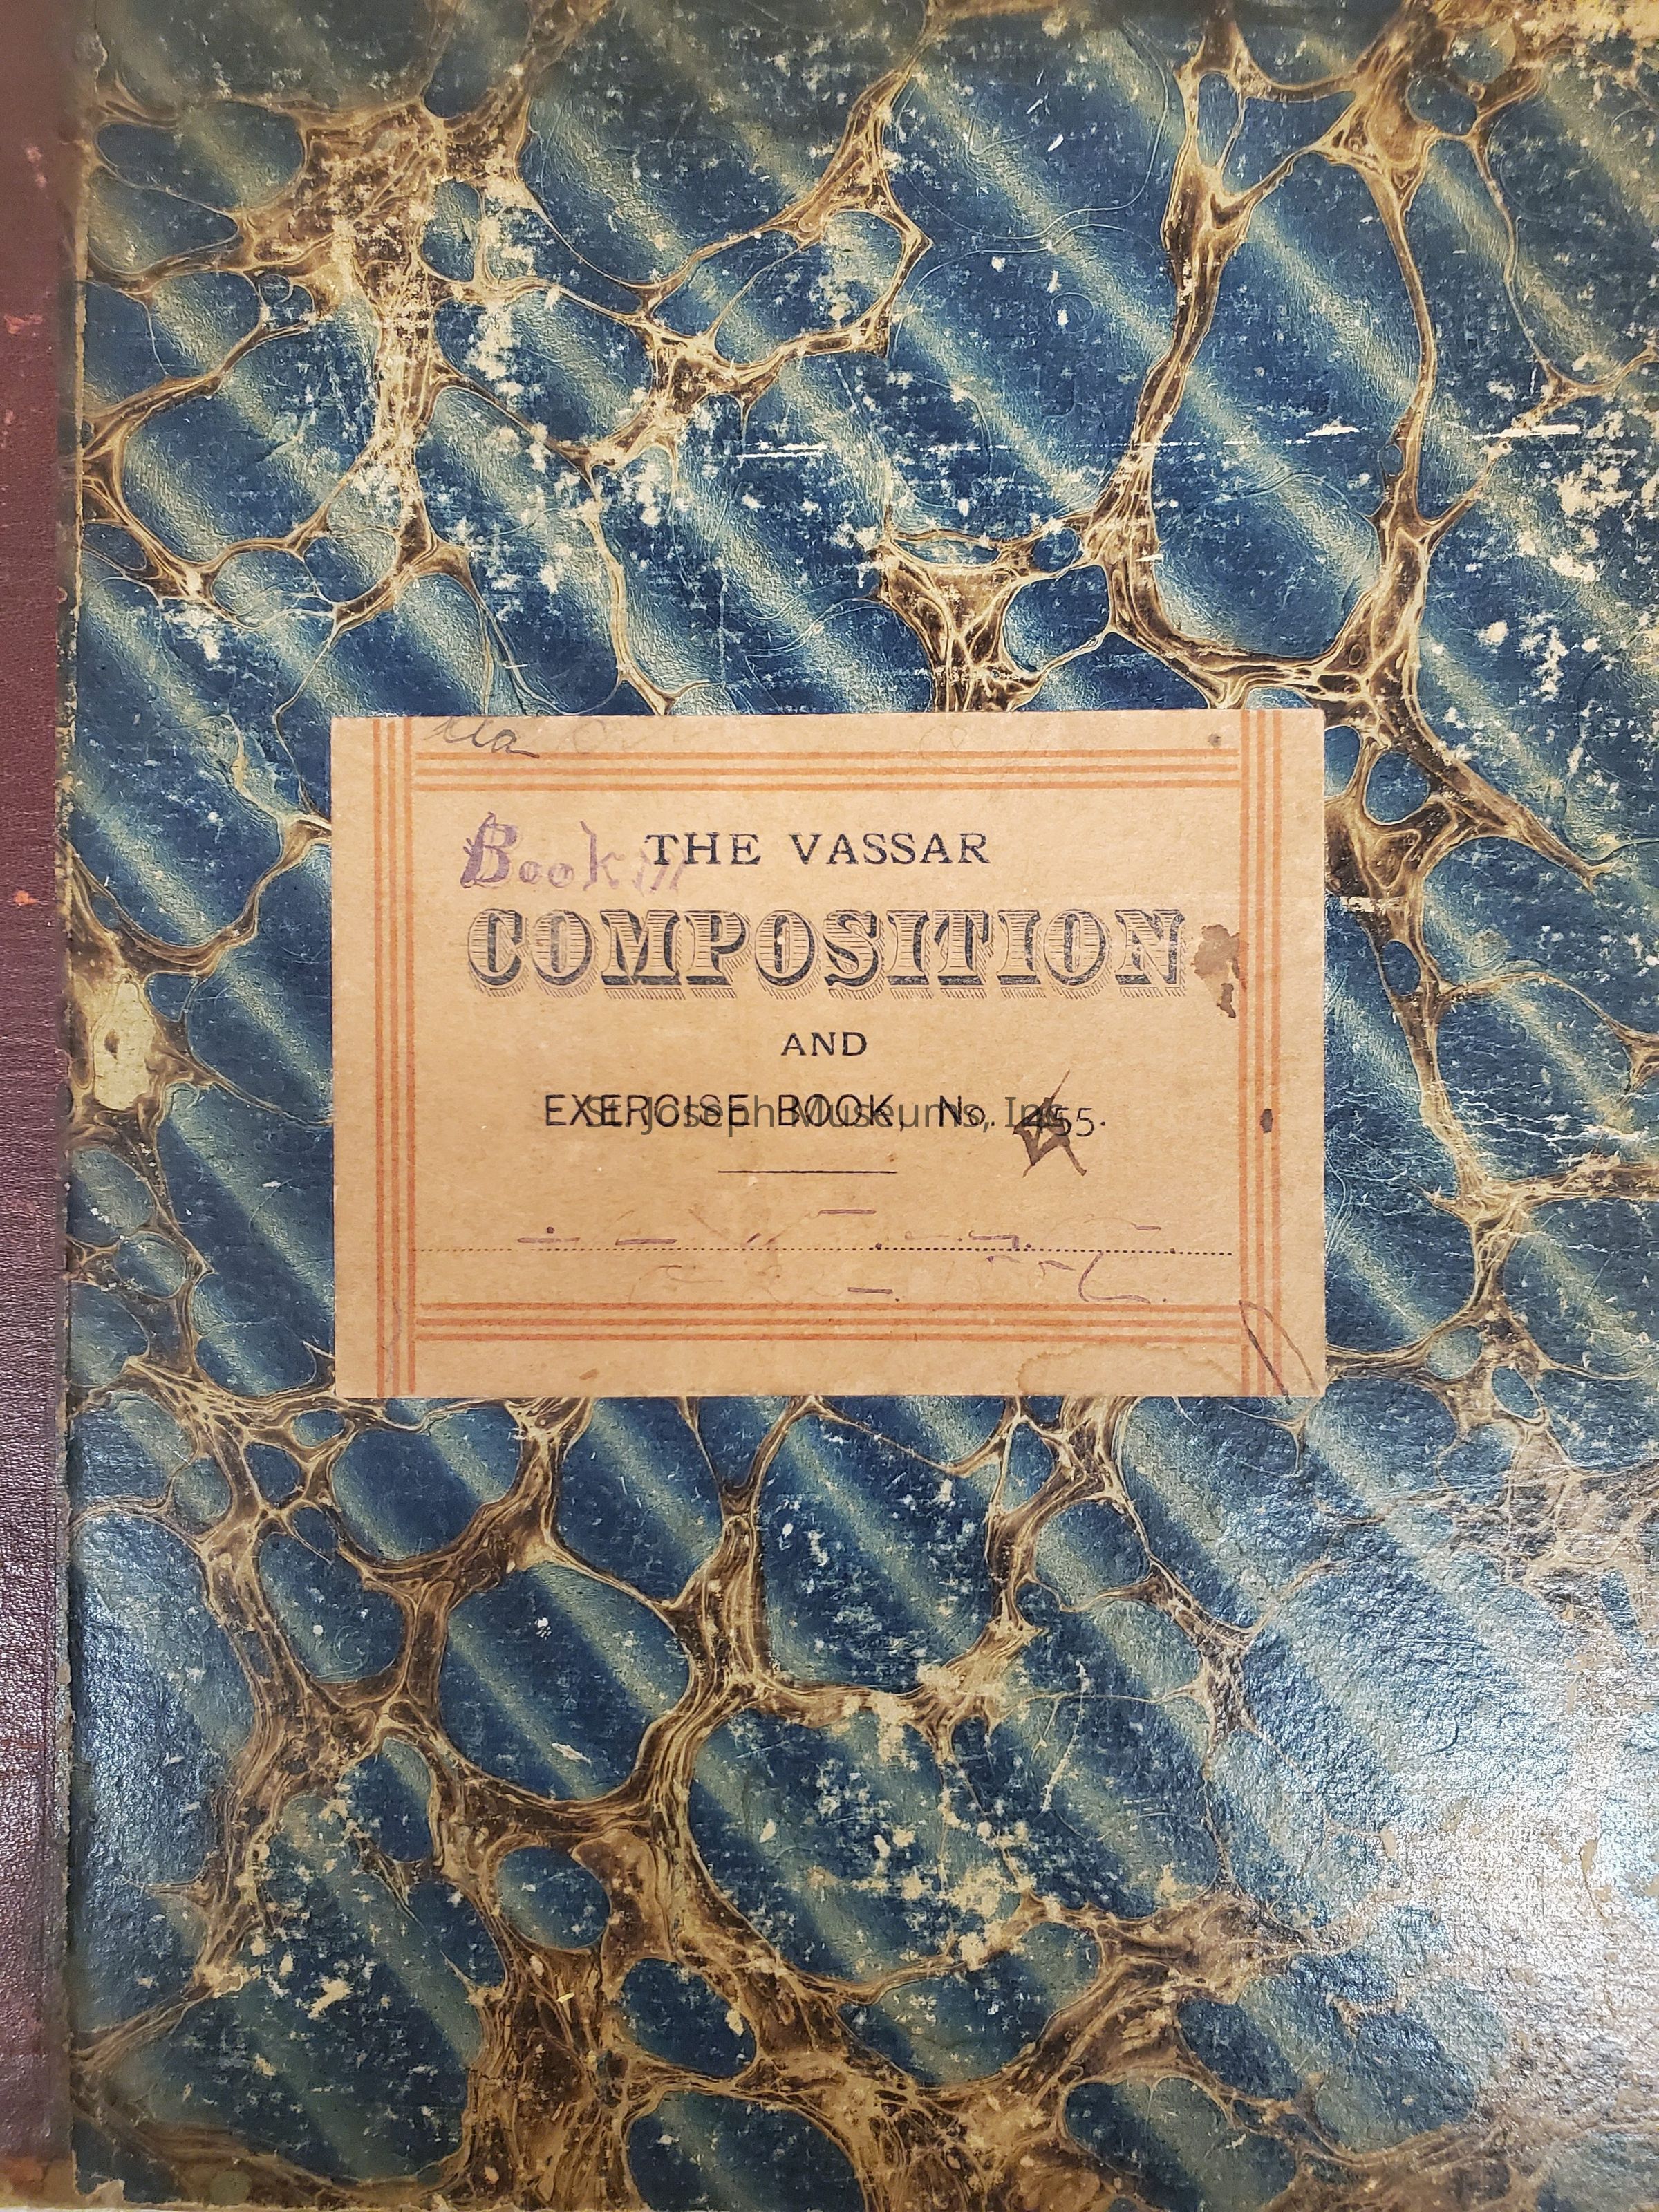 Book
THE VASSAR
COMPOSITION
AND
EXERCISE BOOK, No. 455.
St. Joseph Museums, Inc.